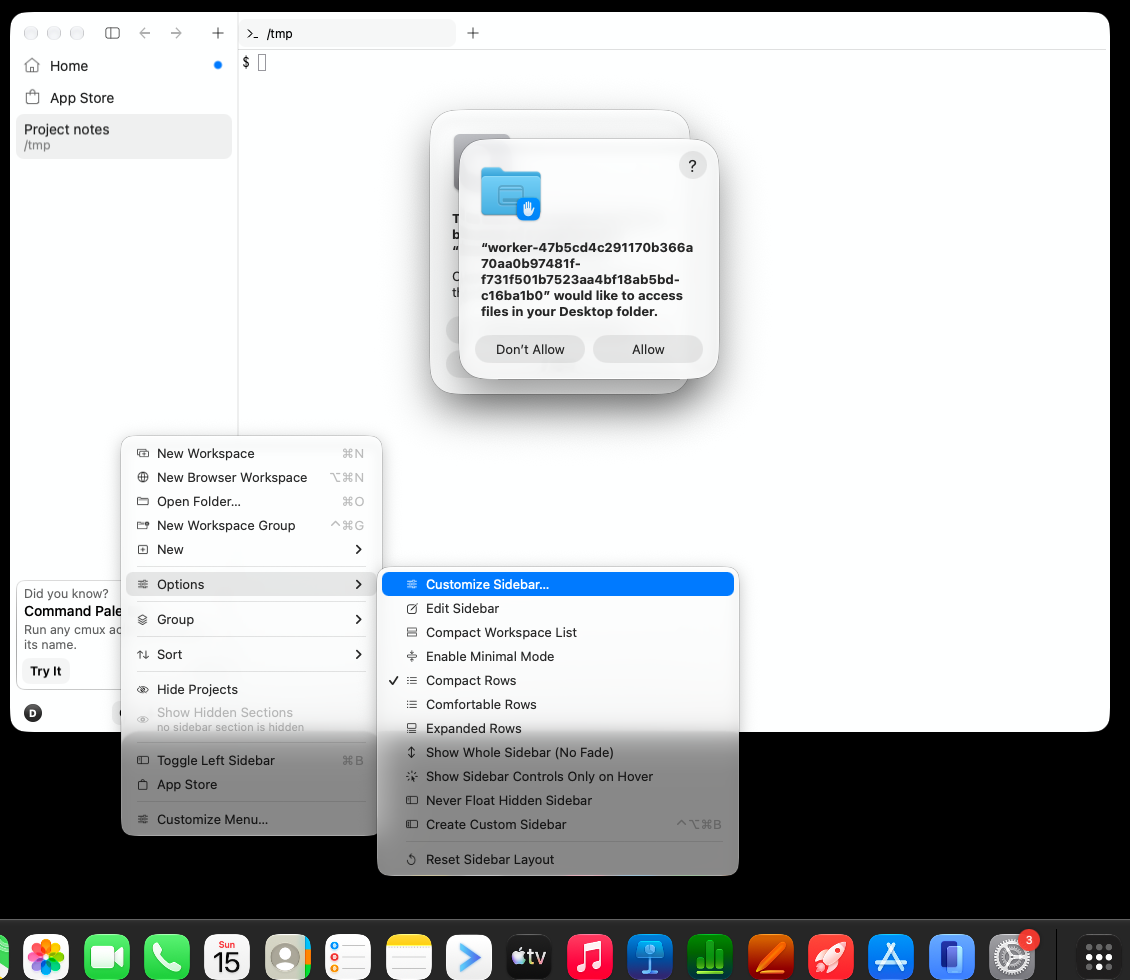 >_ /tmp
Home
App Store
Project notes
/tmp
$
?
“worker-47b5cd4c291170b366a
70aa0b97481f-
f731f501b7523aa4bf18ab5bd-
c16ba1b0” would like to access
files in your Desktop folder.
Don’t Allow
Allow
New Workspace ⌘N
New Browser Workspace ⌥⌘N
Open Folder... ⌘O
New Workspace Group ^⌘G
New
Options
Group
Sort
Hide Projects
Show Hidden Sections
no sidebar section is hidden
Toggle Left Sidebar ⌘B
App Store
Customize Menu...
Customize Sidebar...
Edit Sidebar
Compact Workspace List
Enable Minimal Mode
Compact Rows
Comfortable Rows
Expanded Rows
Show Whole Sidebar (No Fade)
Show Sidebar Controls Only on Hover
Never Float Hidden Sidebar
Create Custom Sidebar ^⌥⌘B
Reset Sidebar Layout
Did you know?
Command Pale
Run any cmux ac
its name.
Try It
D
Sun
15
tv
3